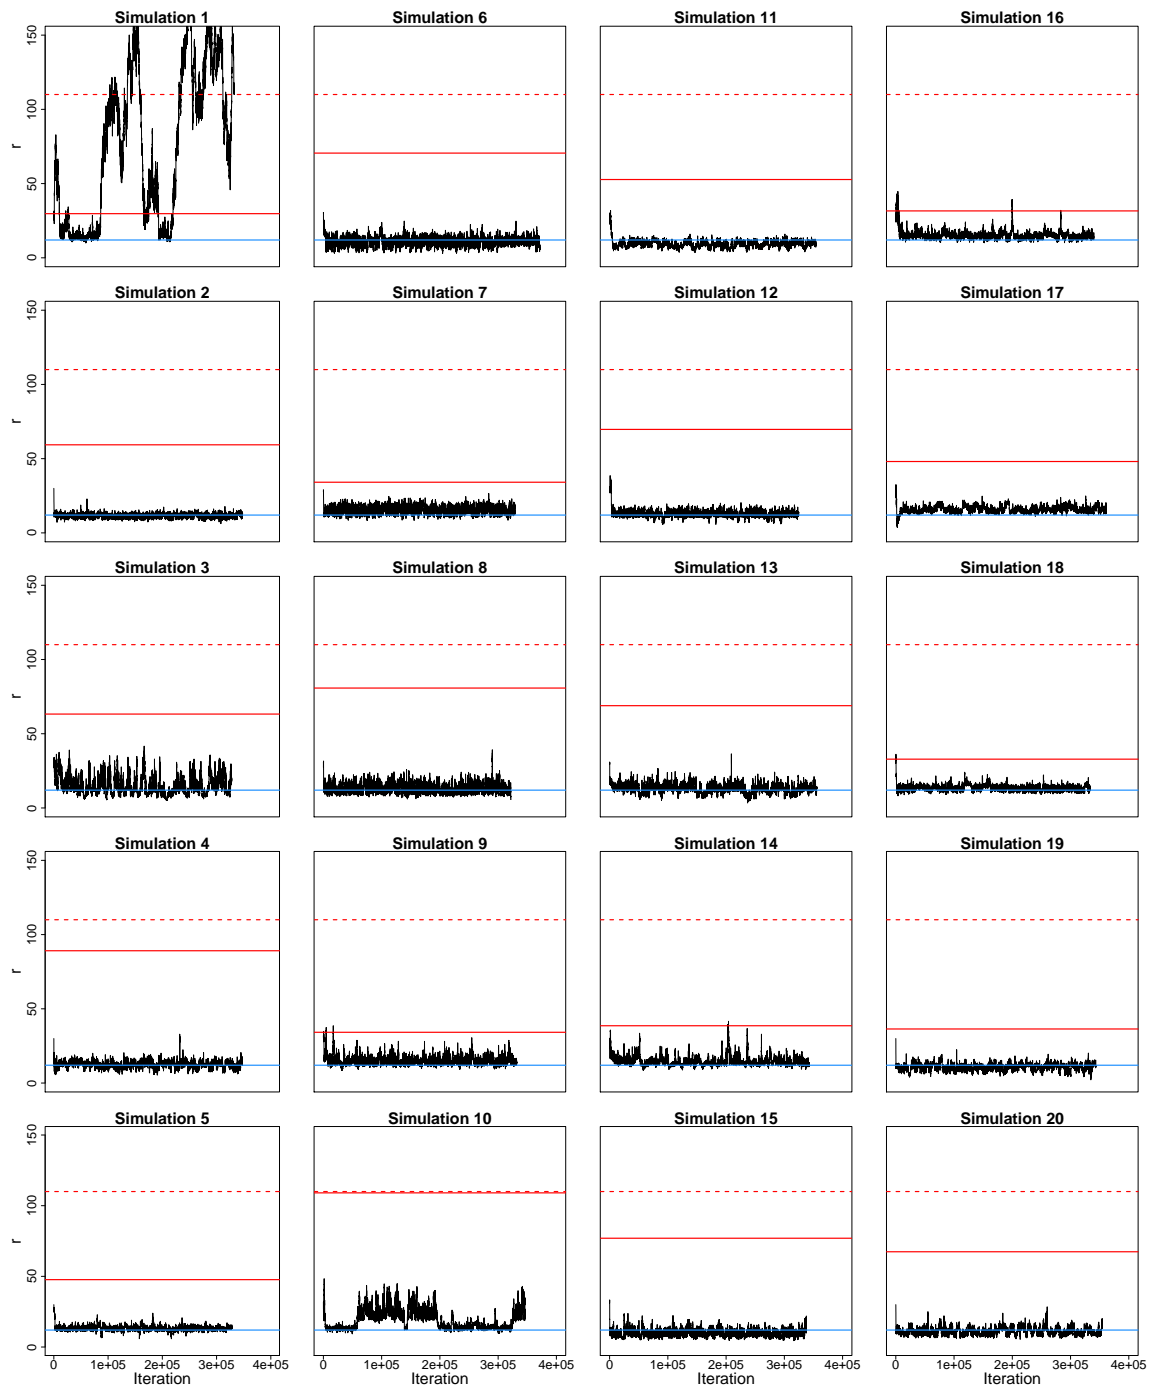 Simulation 1 Simulation 6 Simulation 11 Simulation 16
r
0 50 100 150
Simulation 2 Simulation 7 Simulation 12 Simulation 17
r
0 50 100 150
Simulation 3 Simulation 8 Simulation 13 Simulation 18
r
0 50 100 150
Simulation 4 Simulation 9 Simulation 14 Simulation 19
r
0 50 100 150
Simulation 5 Simulation 10 Simulation 15 Simulation 20
r
0 50 100 150
0 1e+05 2e+05 3e+05 4e+05 0 1e+05 2e+05 3e+05 4e+05 0 1e+05 2e+05 3e+05 4e+05 0 1e+05 2e+05 3e+05 4e+05
Iteration Iteration Iteration Iteration